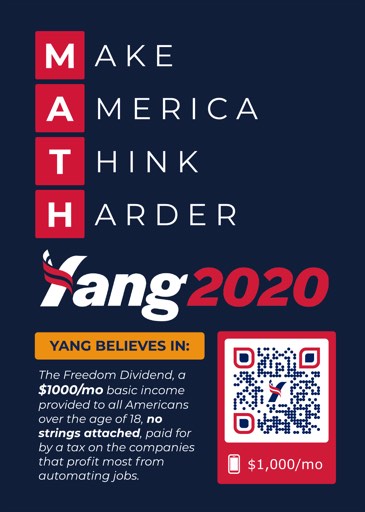 MAKE
AMERICA
THINK
HARDER
Yang2020
YANG BELIEVES IN:
The Freedom Dividend, a
$1000/mo basic income
provided to all Americans
over the age of 18, no
strings attached, paid for
by a tax on the companies
that profit most from
automating jobs.
$1,000/mo